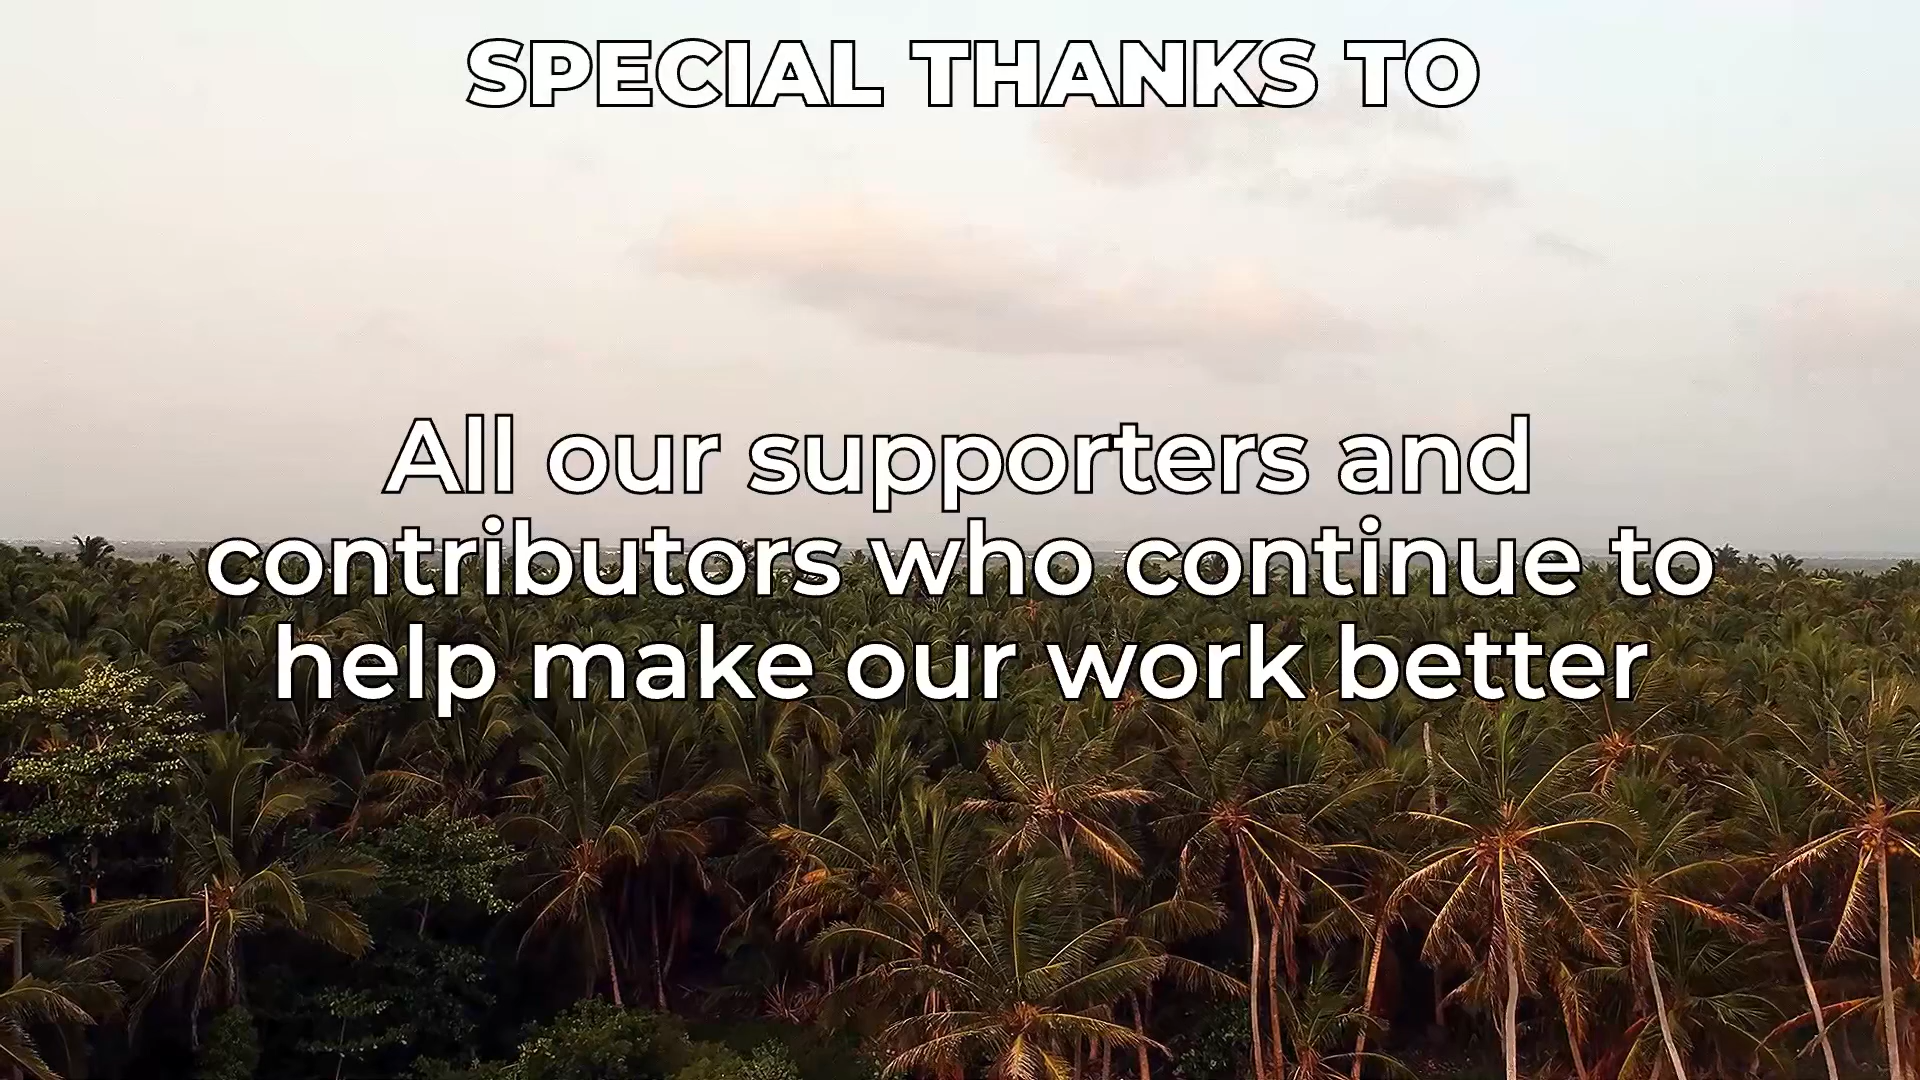 SPECIAL THANKS TO
All our supporters and
contributors who continue to
help make our work better